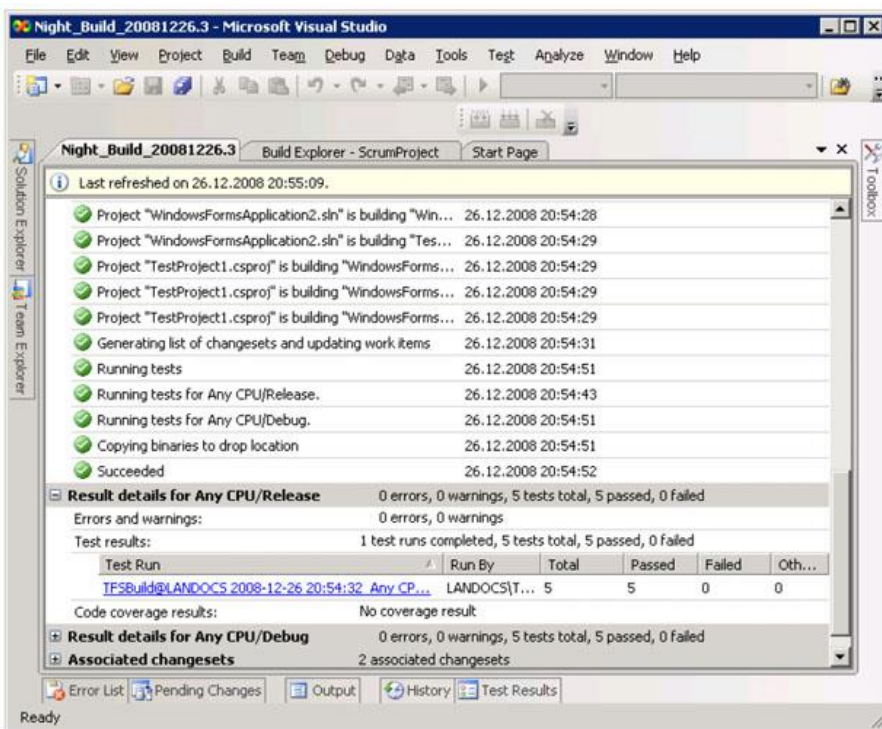 Night_Build_20081226.3 - Microsoft Visual Studio
File Edit View Project Build Team Debug Data Tools Test Analyze Window Help
Night_Build_20081226.3 Build Explorer - ScrumProject Start Page
Solution Explorer
Team Explorer
Toolbox
Last refreshed on 26.12.2008 20:55:09.
Project "WindowsFormsApplication2.sln" is building "Win... 26.12.2008 20:54:28
Project "WindowsFormsApplication2.sln" is building "Tes... 26.12.2008 20:54:29
Project "TestProject1.csproj" is building "WindowsForms... 26.12.2008 20:54:29
Project "TestProject1.csproj" is building "WindowsForms... 26.12.2008 20:54:29
Project "TestProject1.csproj" is building "WindowsForms... 26.12.2008 20:54:29
Generating list of changesets and updating work items 26.12.2008 20:54:31
Running tests 26.12.2008 20:54:51
Running tests for Any CPU/Release. 26.12.2008 20:54:43
Running tests for Any CPU/Debug. 26.12.2008 20:54:51
Copying binaries to drop location 26.12.2008 20:54:51
Succeeded 26.12.2008 20:54:52
Result details for Any CPU/Release 0 errors, 0 warnings, 5 tests total, 5 passed, 0 failed
Errors and warnings: 0 errors, 0 warnings
Test results: 1 test runs completed, 5 tests total, 5 passed, 0 failed
Test Run Run By Total Passed Failed Oth...
TFSBuild@LANDOCS 2008-12-26 20:54:32_Any CP... LANDOCS\T... 5 5 0 0
Code coverage results: No coverage result
Result details for Any CPU/Debug 0 errors, 0 warnings, 5 tests total, 5 passed, 0 failed
Associated changesets 2 associated changesets
Error List Pending Changes Output History Test Results
Ready